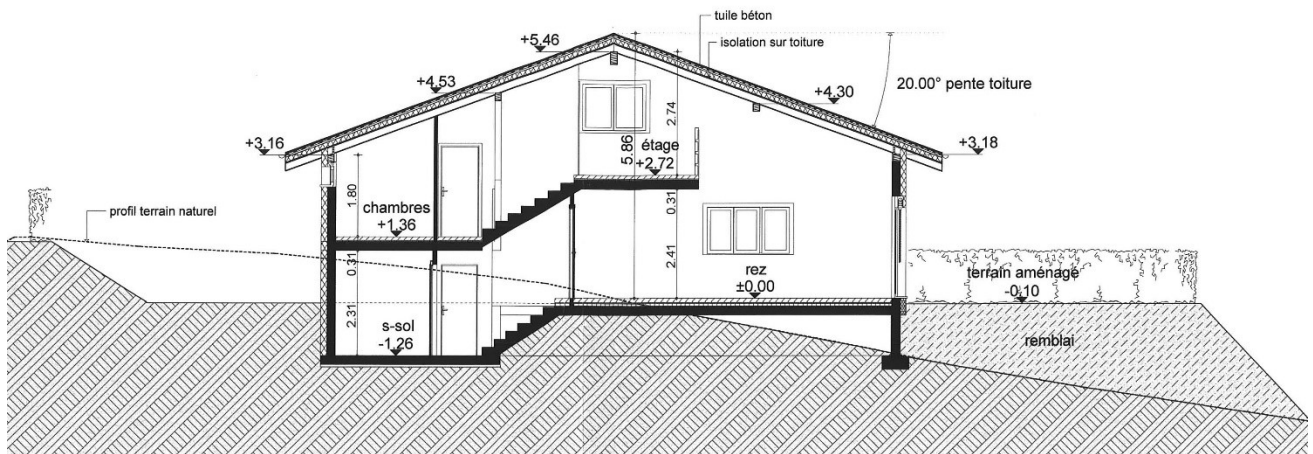 tuile béton
isolation sur toiture
+5.46
+4.53
20.00° pente toiture
+4.30
+3.16
+3.18
2.74
5.86
étage
+2.72
1.80
profil terrain naturel
chambres
+1.36
0.31
0.31
2.41
2.31
rez
±0.00
terrain aménagé
-0.10
s-sol
-1.26
remblai